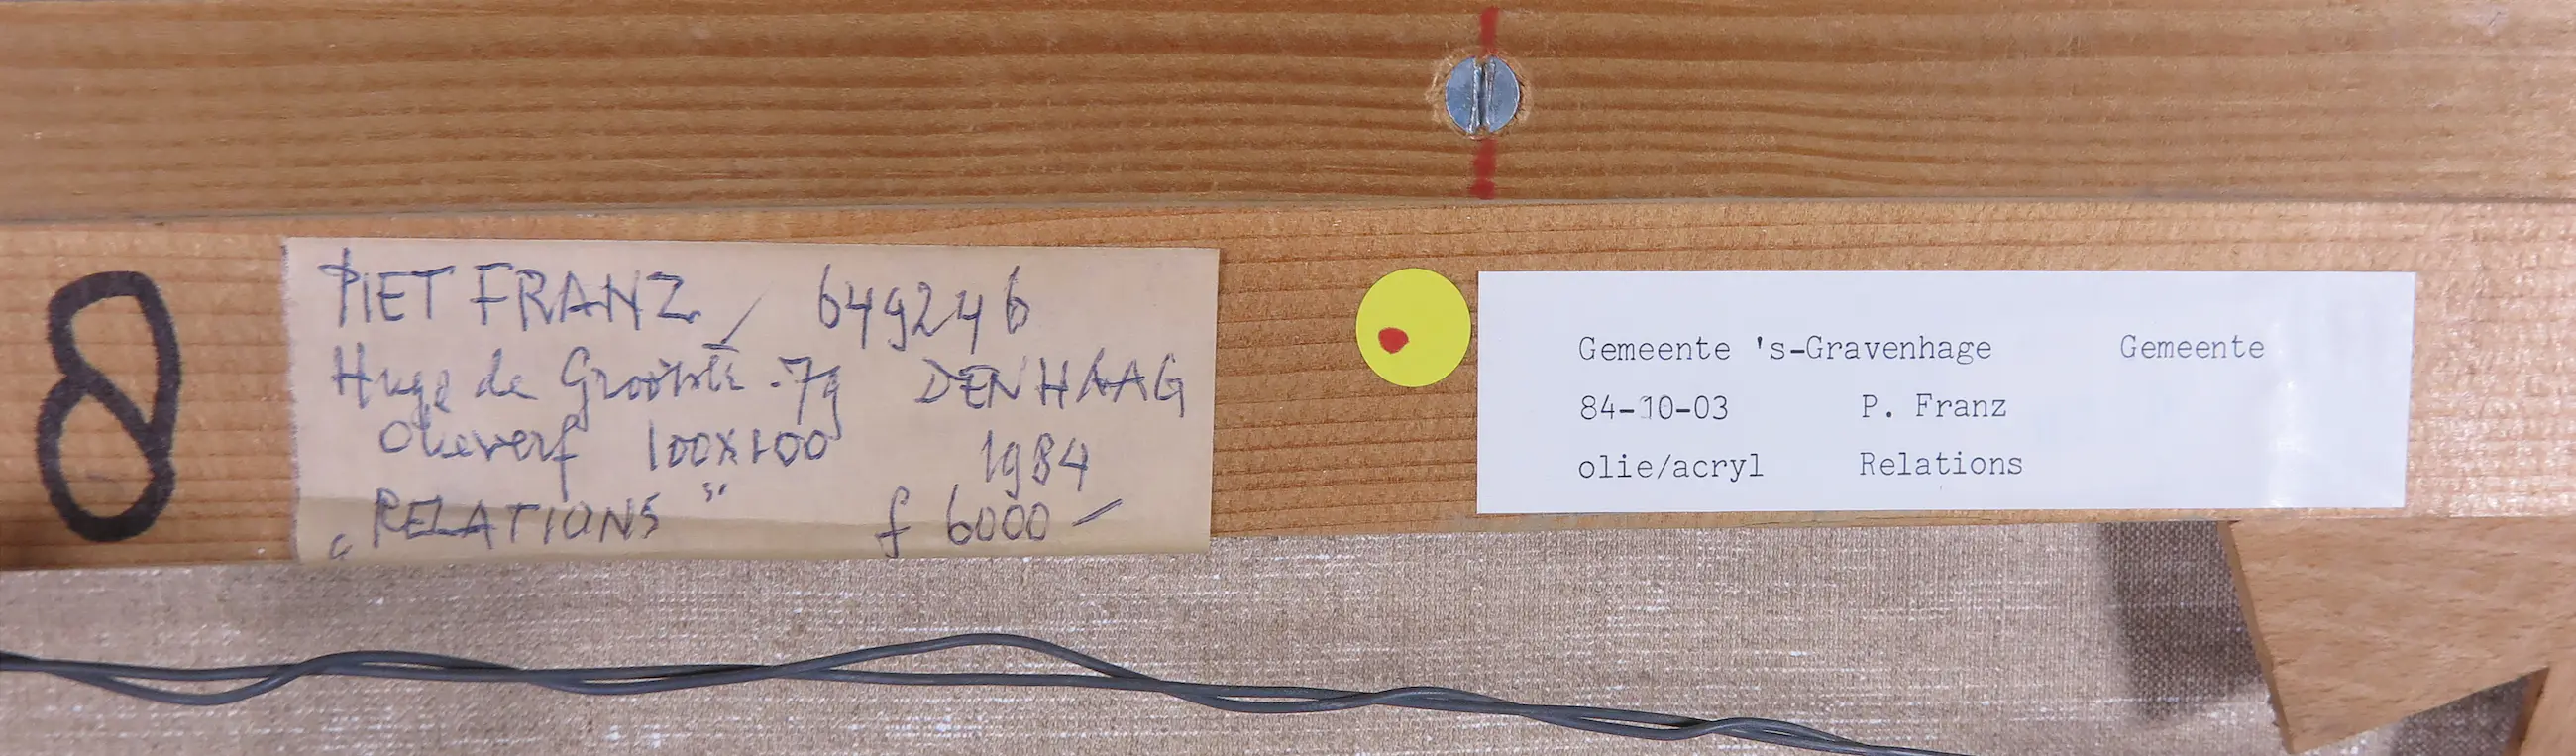 8
PIET FRANZ 649246
Hugo de Grootstr. 79 DEN HAAG
Olieverf 100x100 1984
„RELATIONS" f 6000 —
Gemeente 's-Gravenhage Gemeente
84-10-03 P. Franz
olie/acryl Relations